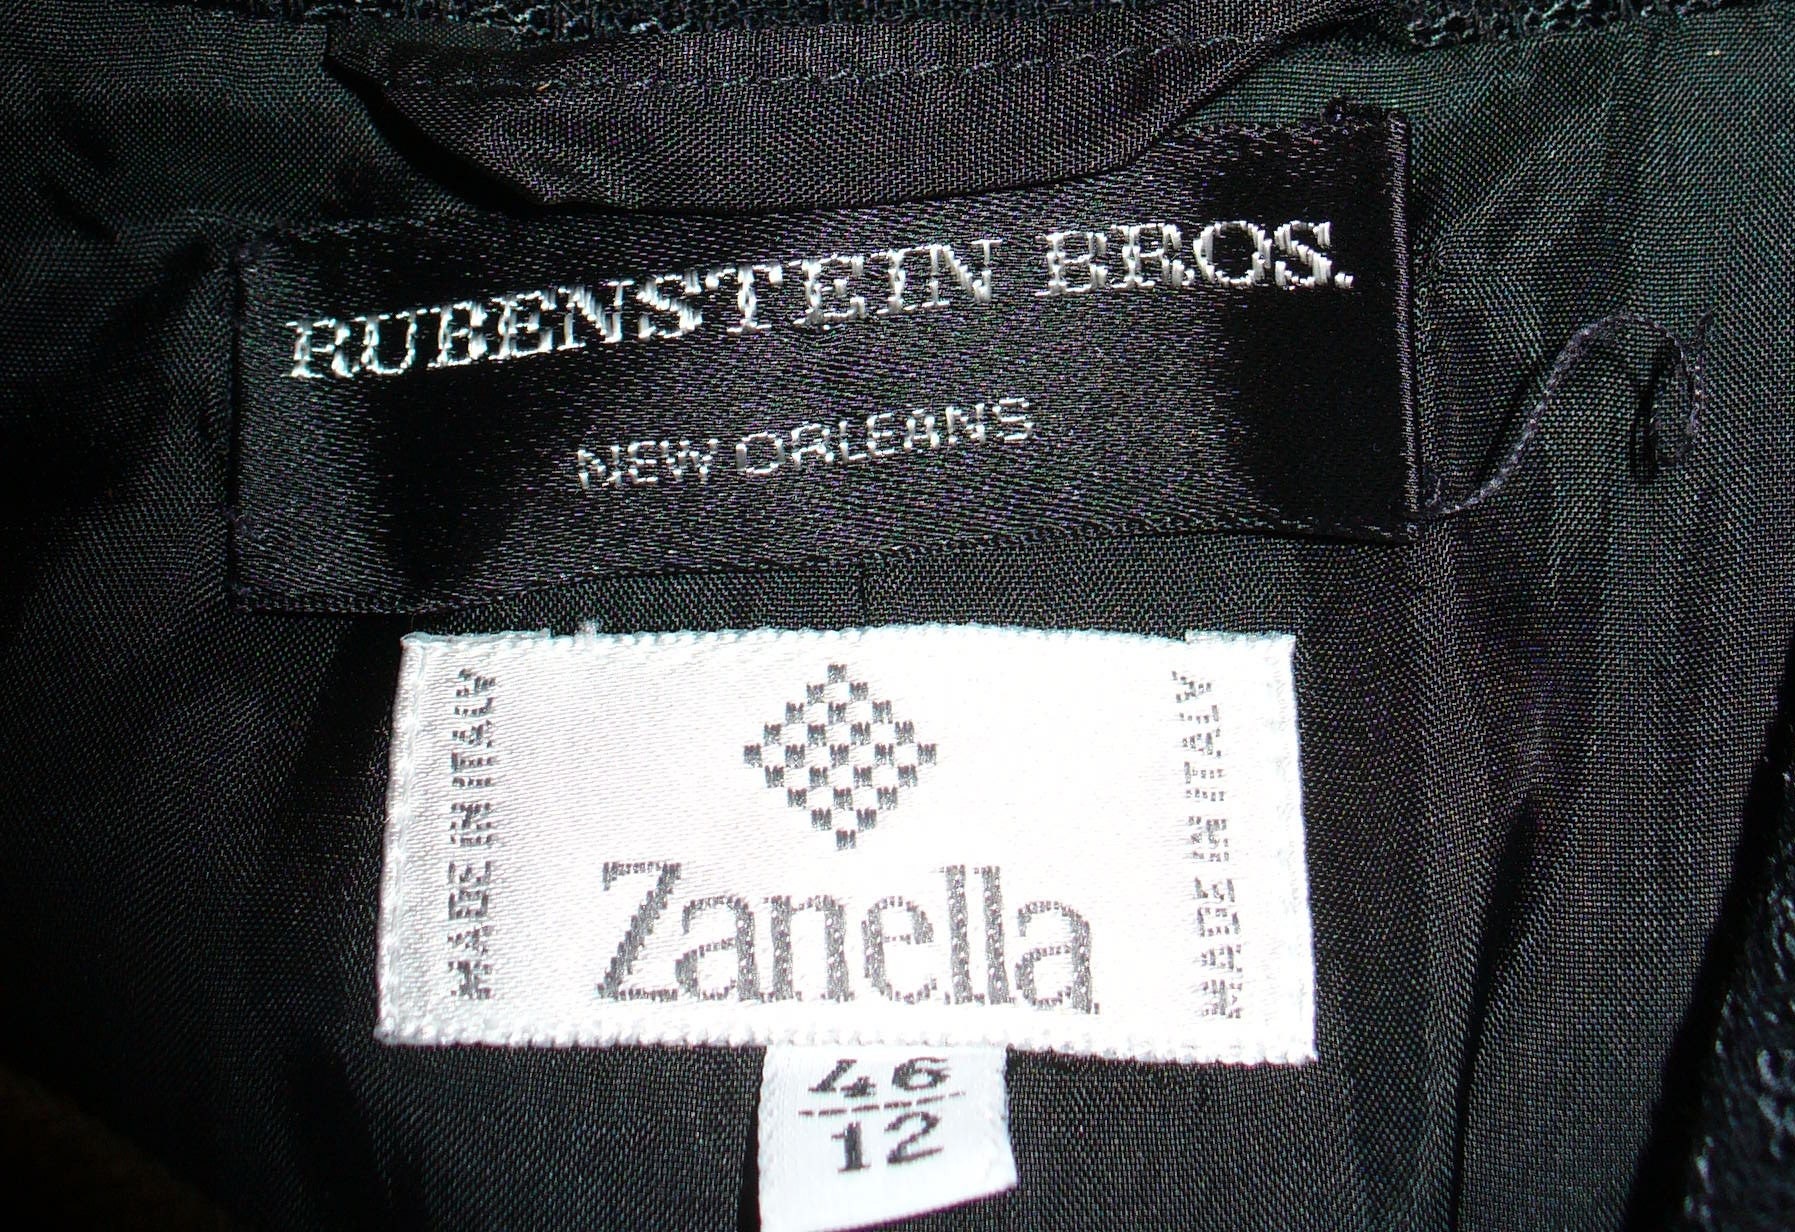 RUBENSTEIN BROS.
NEW ORLEANS
MADE IN ITALY
MADE IN ITALY
Zanella
46
12